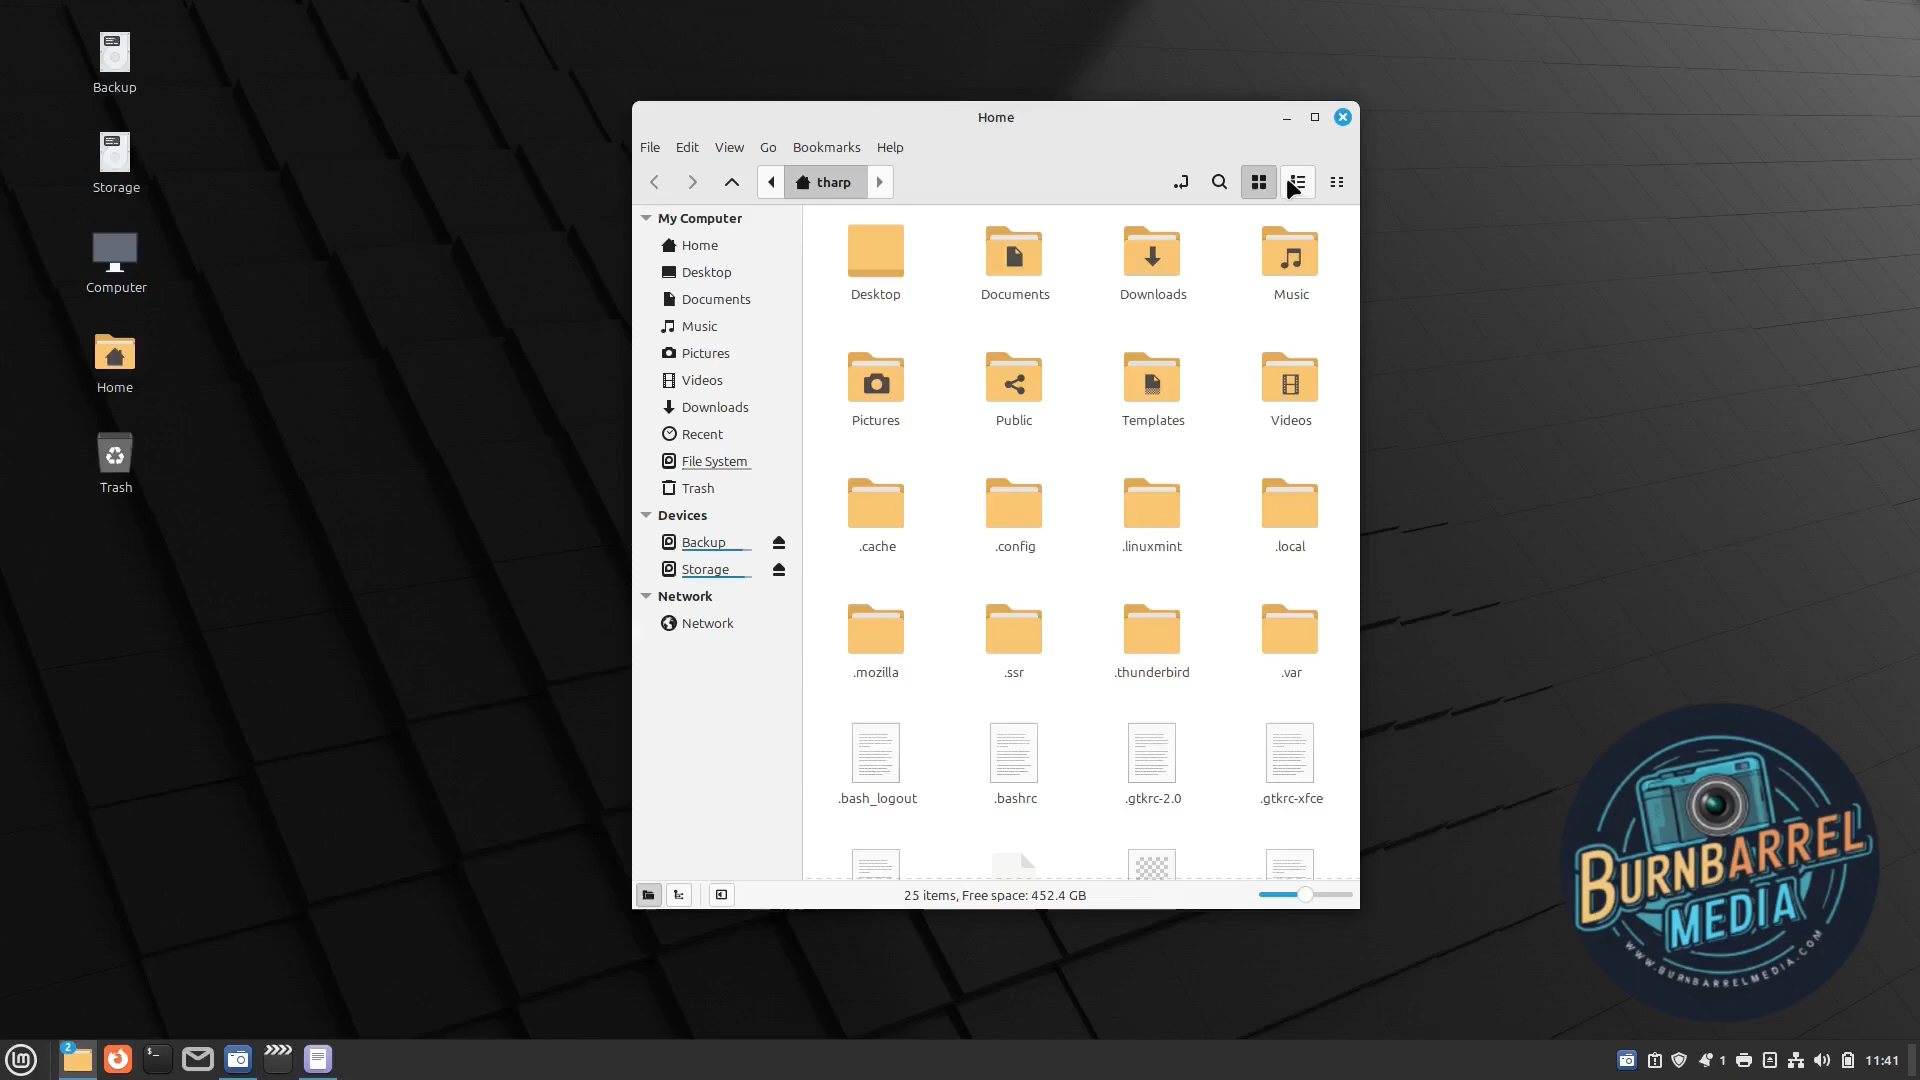 Backup
Storage
Computer
Home
Trash
Home
File Edit View Go Bookmarks Help
tharp
My Computer
Home
Desktop
Documents
Music
Pictures
Videos
Downloads
Recent
File System
Trash
Devices
Backup
Storage
Network
Network
Desktop Documents Downloads Music
Pictures Public Templates Videos
.cache .config .linuxmint .local
.mozilla .ssr .thunderbird .var
.bash_logout .bashrc .gtkrc-2.0 .gtkrc-xfce
25 items, Free space: 452.4 GB
BURNBARREL
MEDIA
WWW.BURNBARRELMEDIA.COM
2
1
11:41